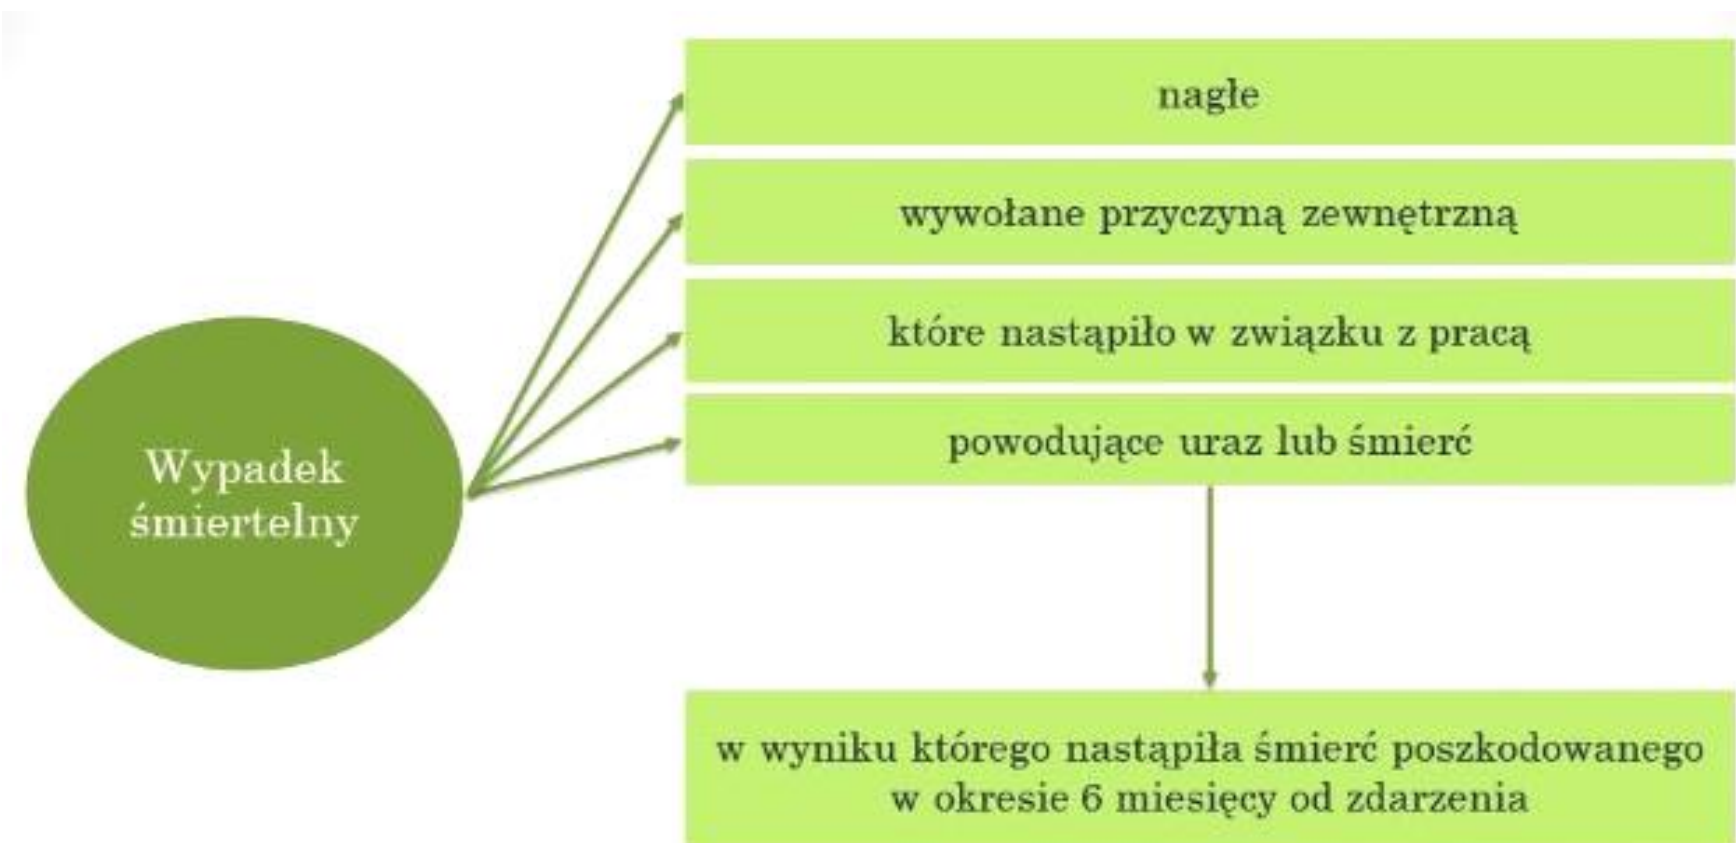 nagłe
wywołane przyczyną zewnętrzną
które nastąpiło w związku z pracą
powodujące uraz lub śmierć
Wypadek
śmiertelny
w wyniku którego nastąpiła śmierć poszkodowanego
w okresie 6 miesięcy od zdarzenia